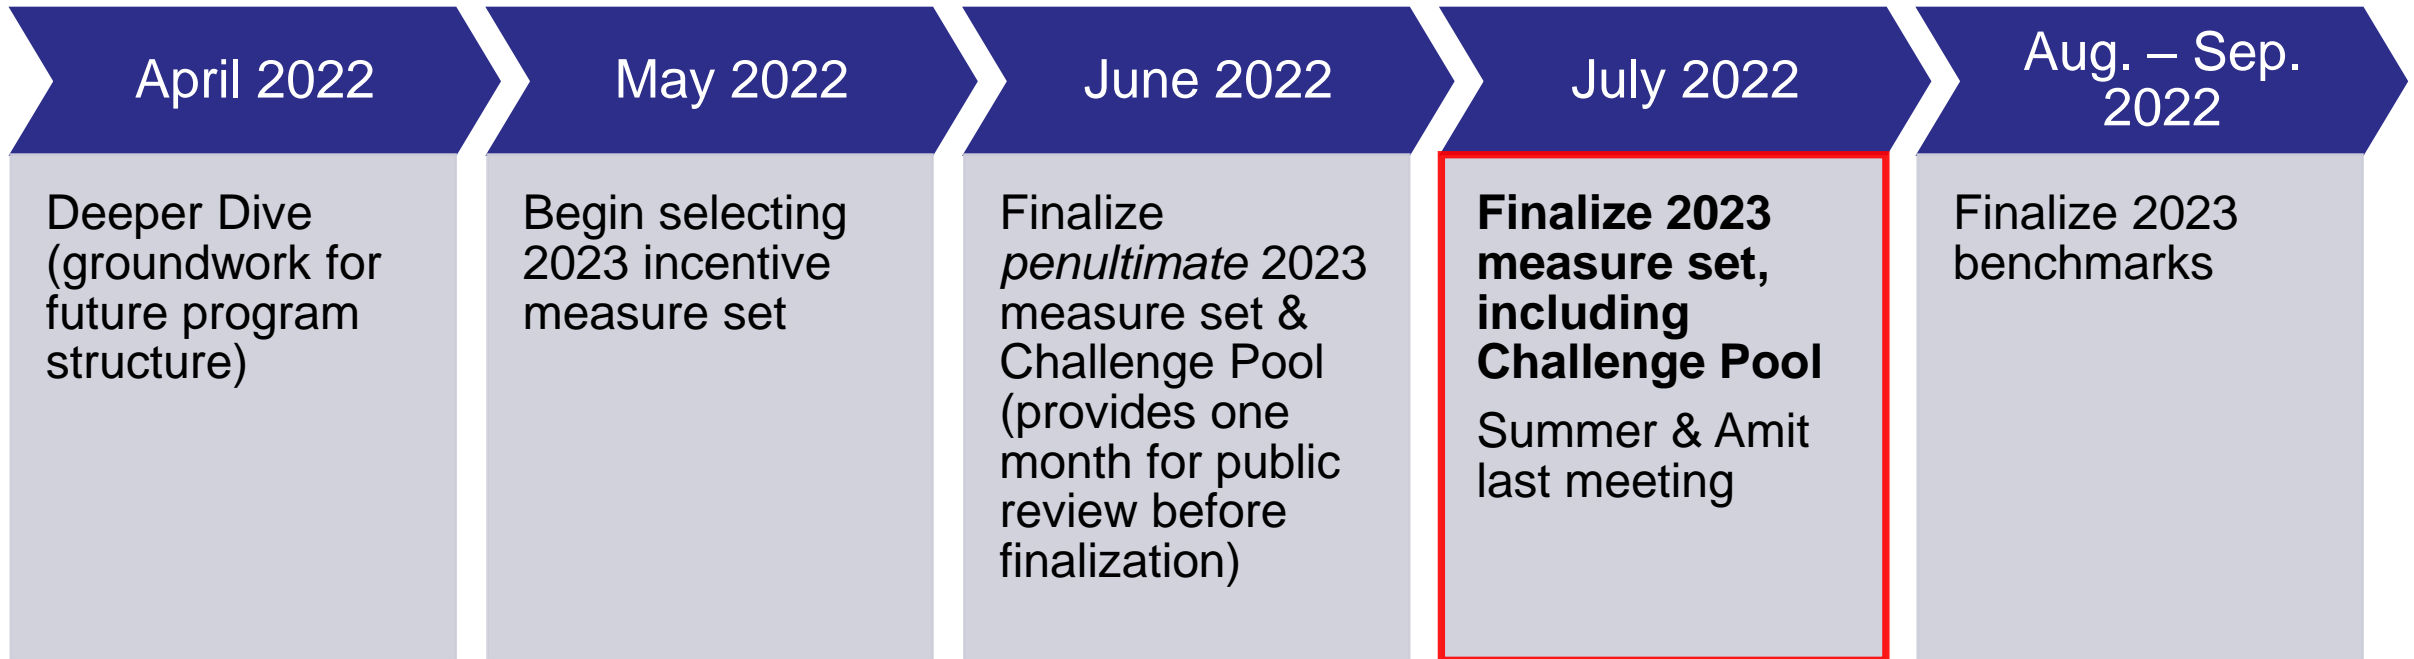 April 2022
Deeper Dive
(groundwork for
future program
structure)
May 2022
Begin selecting
2023 incentive
measure set
June 2022
Finalize
penultimate 2023
measure set &
Challenge Pool
(provides one
month for public
review before
finalization)
July 2022
Finalize 2023
measure set,
including
Challenge Pool
Summer & Amit
last meeting
Aug. – Sep.
2022
Finalize 2023
benchmarks